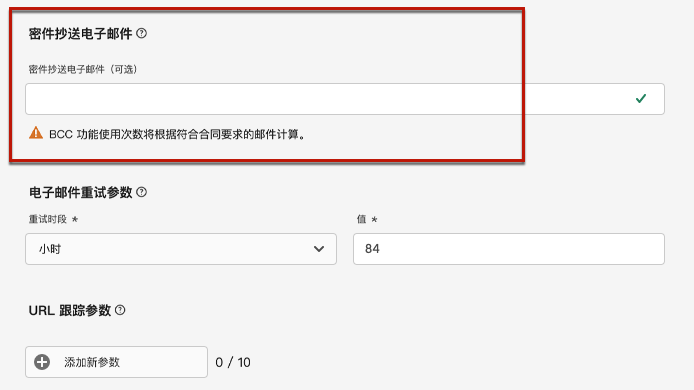 密件抄送电子邮件
密件抄送电子邮件（可选）
BCC 功能使用次数将根据符合合同要求的邮件计算。
电子邮件重试参数
重试时段 *
值 *
小时
84
URL 跟踪参数
添加新参数
0 / 10